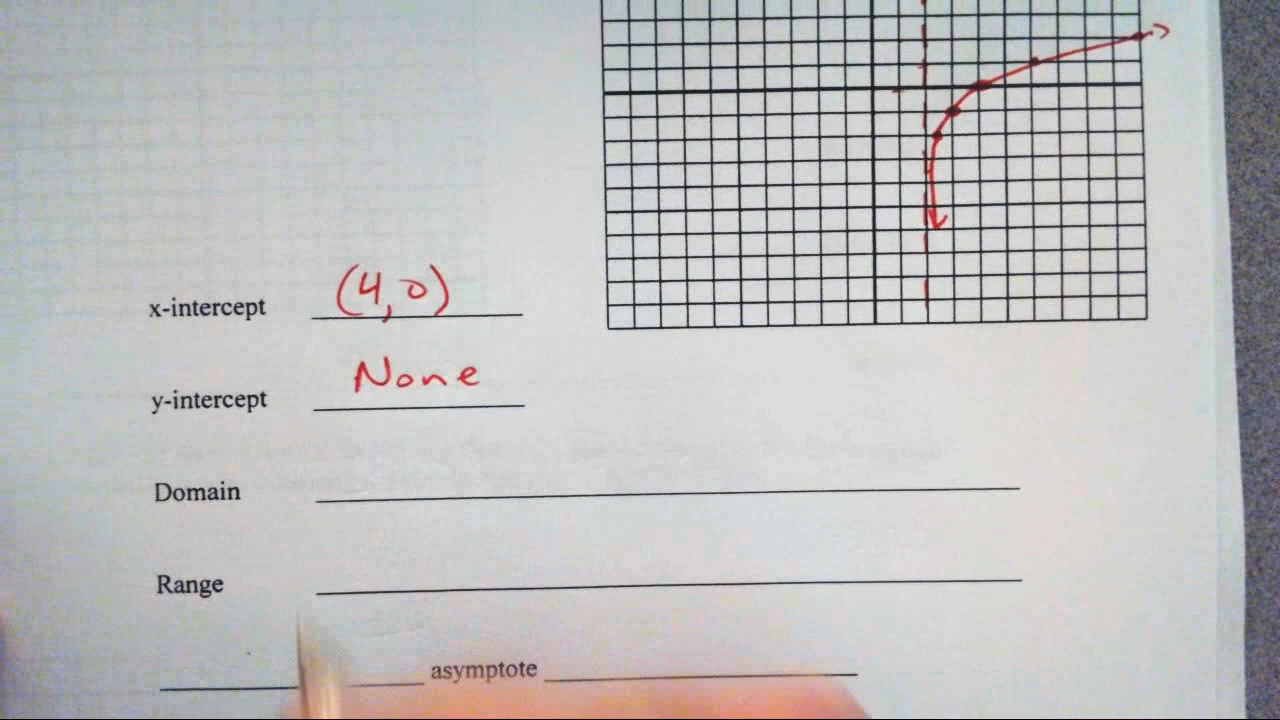 x-intercept (4,0)
y-intercept None
Domain
Range
asymptote